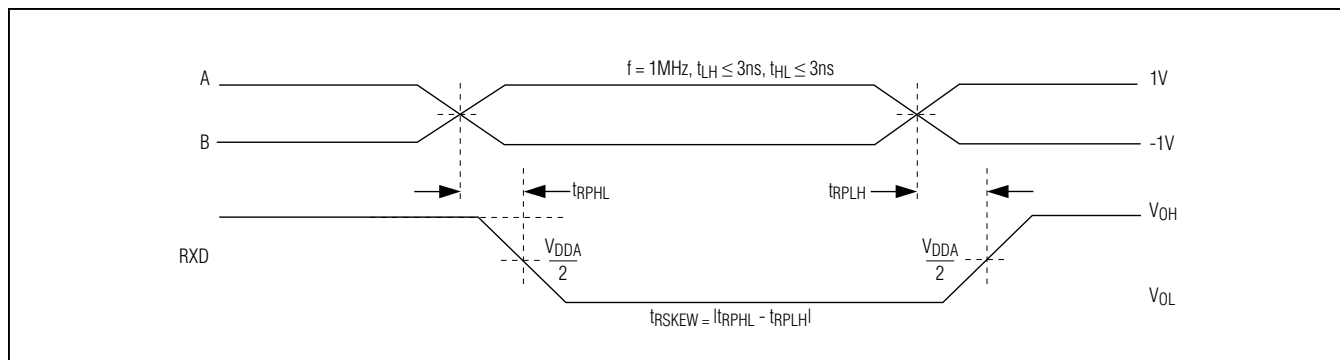 f = 1MHz, tLH ≤ 3ns, tHL ≤ 3ns
A
1V
B
-1V
tRPHL
tRPLH
VOH
RXD
VDDA
2
VDDA
2
VOL
tRSKEW = |tRPHL - tRPLH|